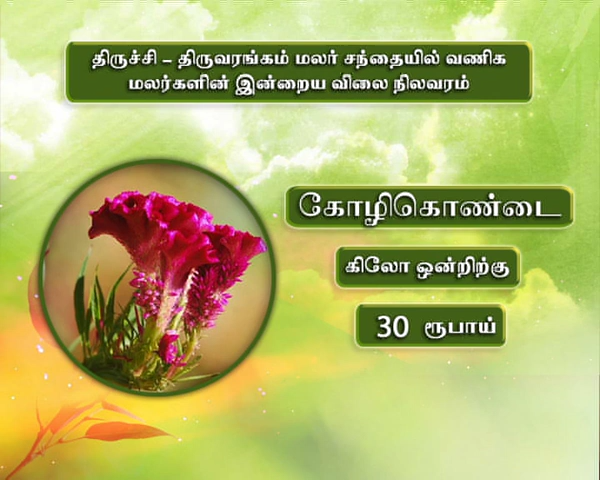 திருச்சி – திருவரங்கம் மலர் சந்தையில் வணிக
மலர்களின் இன்றைய விலை நிலவரம்
கோழிகொண்டை
கிலோ ஒன்றிற்கு
30 ரூபாய்